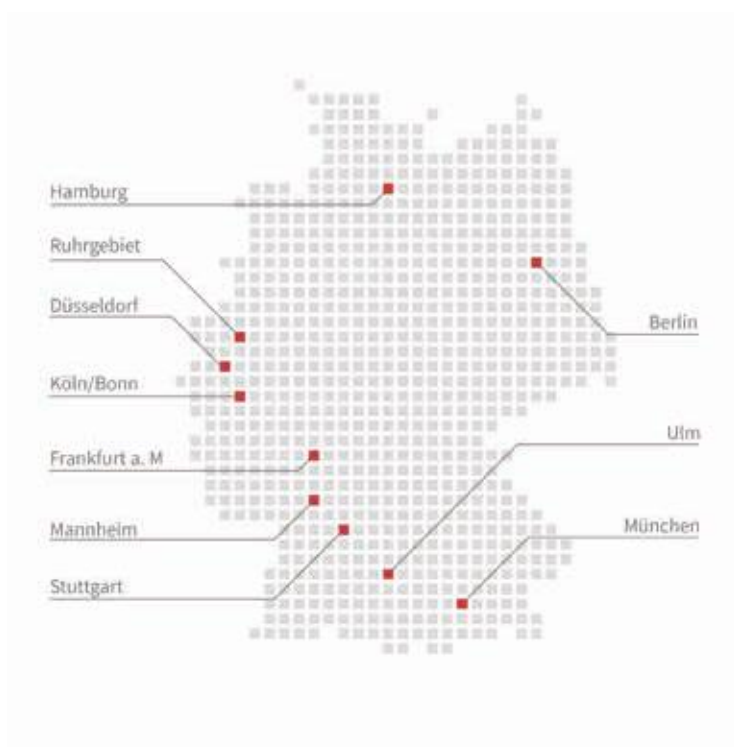 Hamburg
Ruhrgebiet
Düsseldorf
Köln/Bonn
Frankfurt a. M
Mannheim
Stuttgart
Berlin
Ulm
München